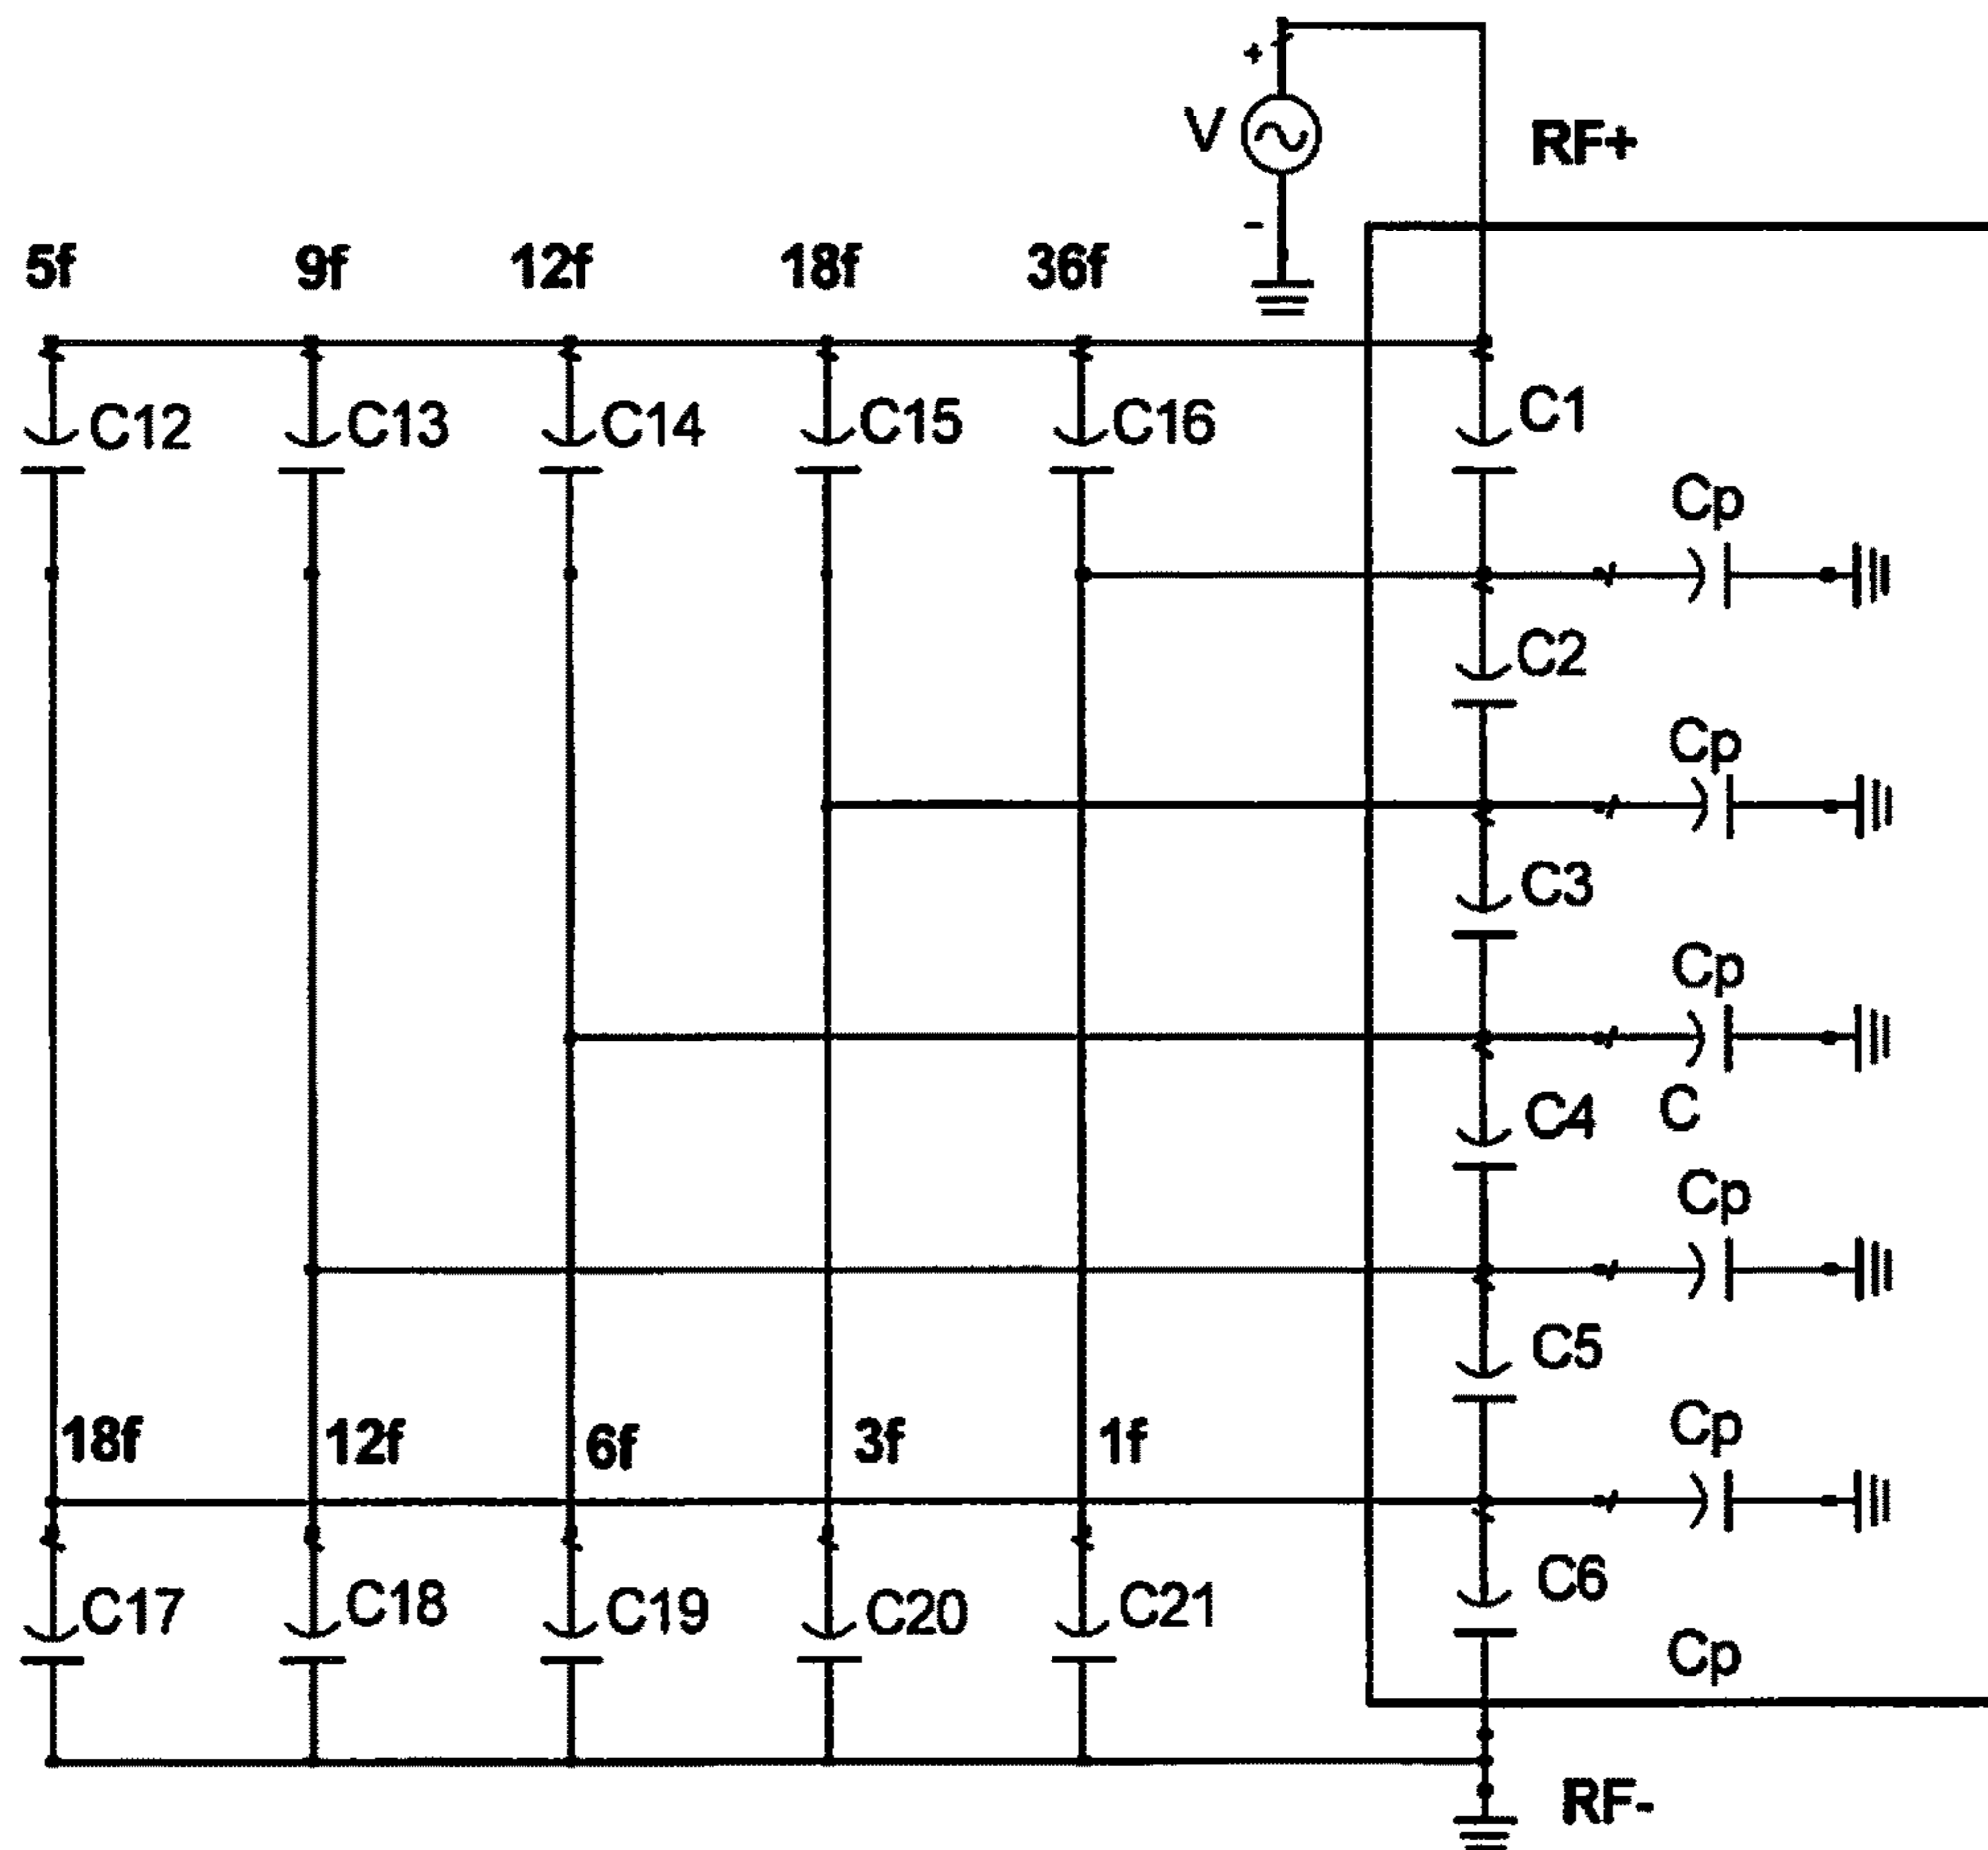 +
V
RF+
-
5f 9f 12f 18f 36f
C12 C13 C14 C15 C16 C1
Cp
C2
Cp
C3
Cp
C4 C
Cp
C5
Cp
18f 12f 6f 3f 1f
C6
C17 C18 C19 C20 C21
Cp
RF-